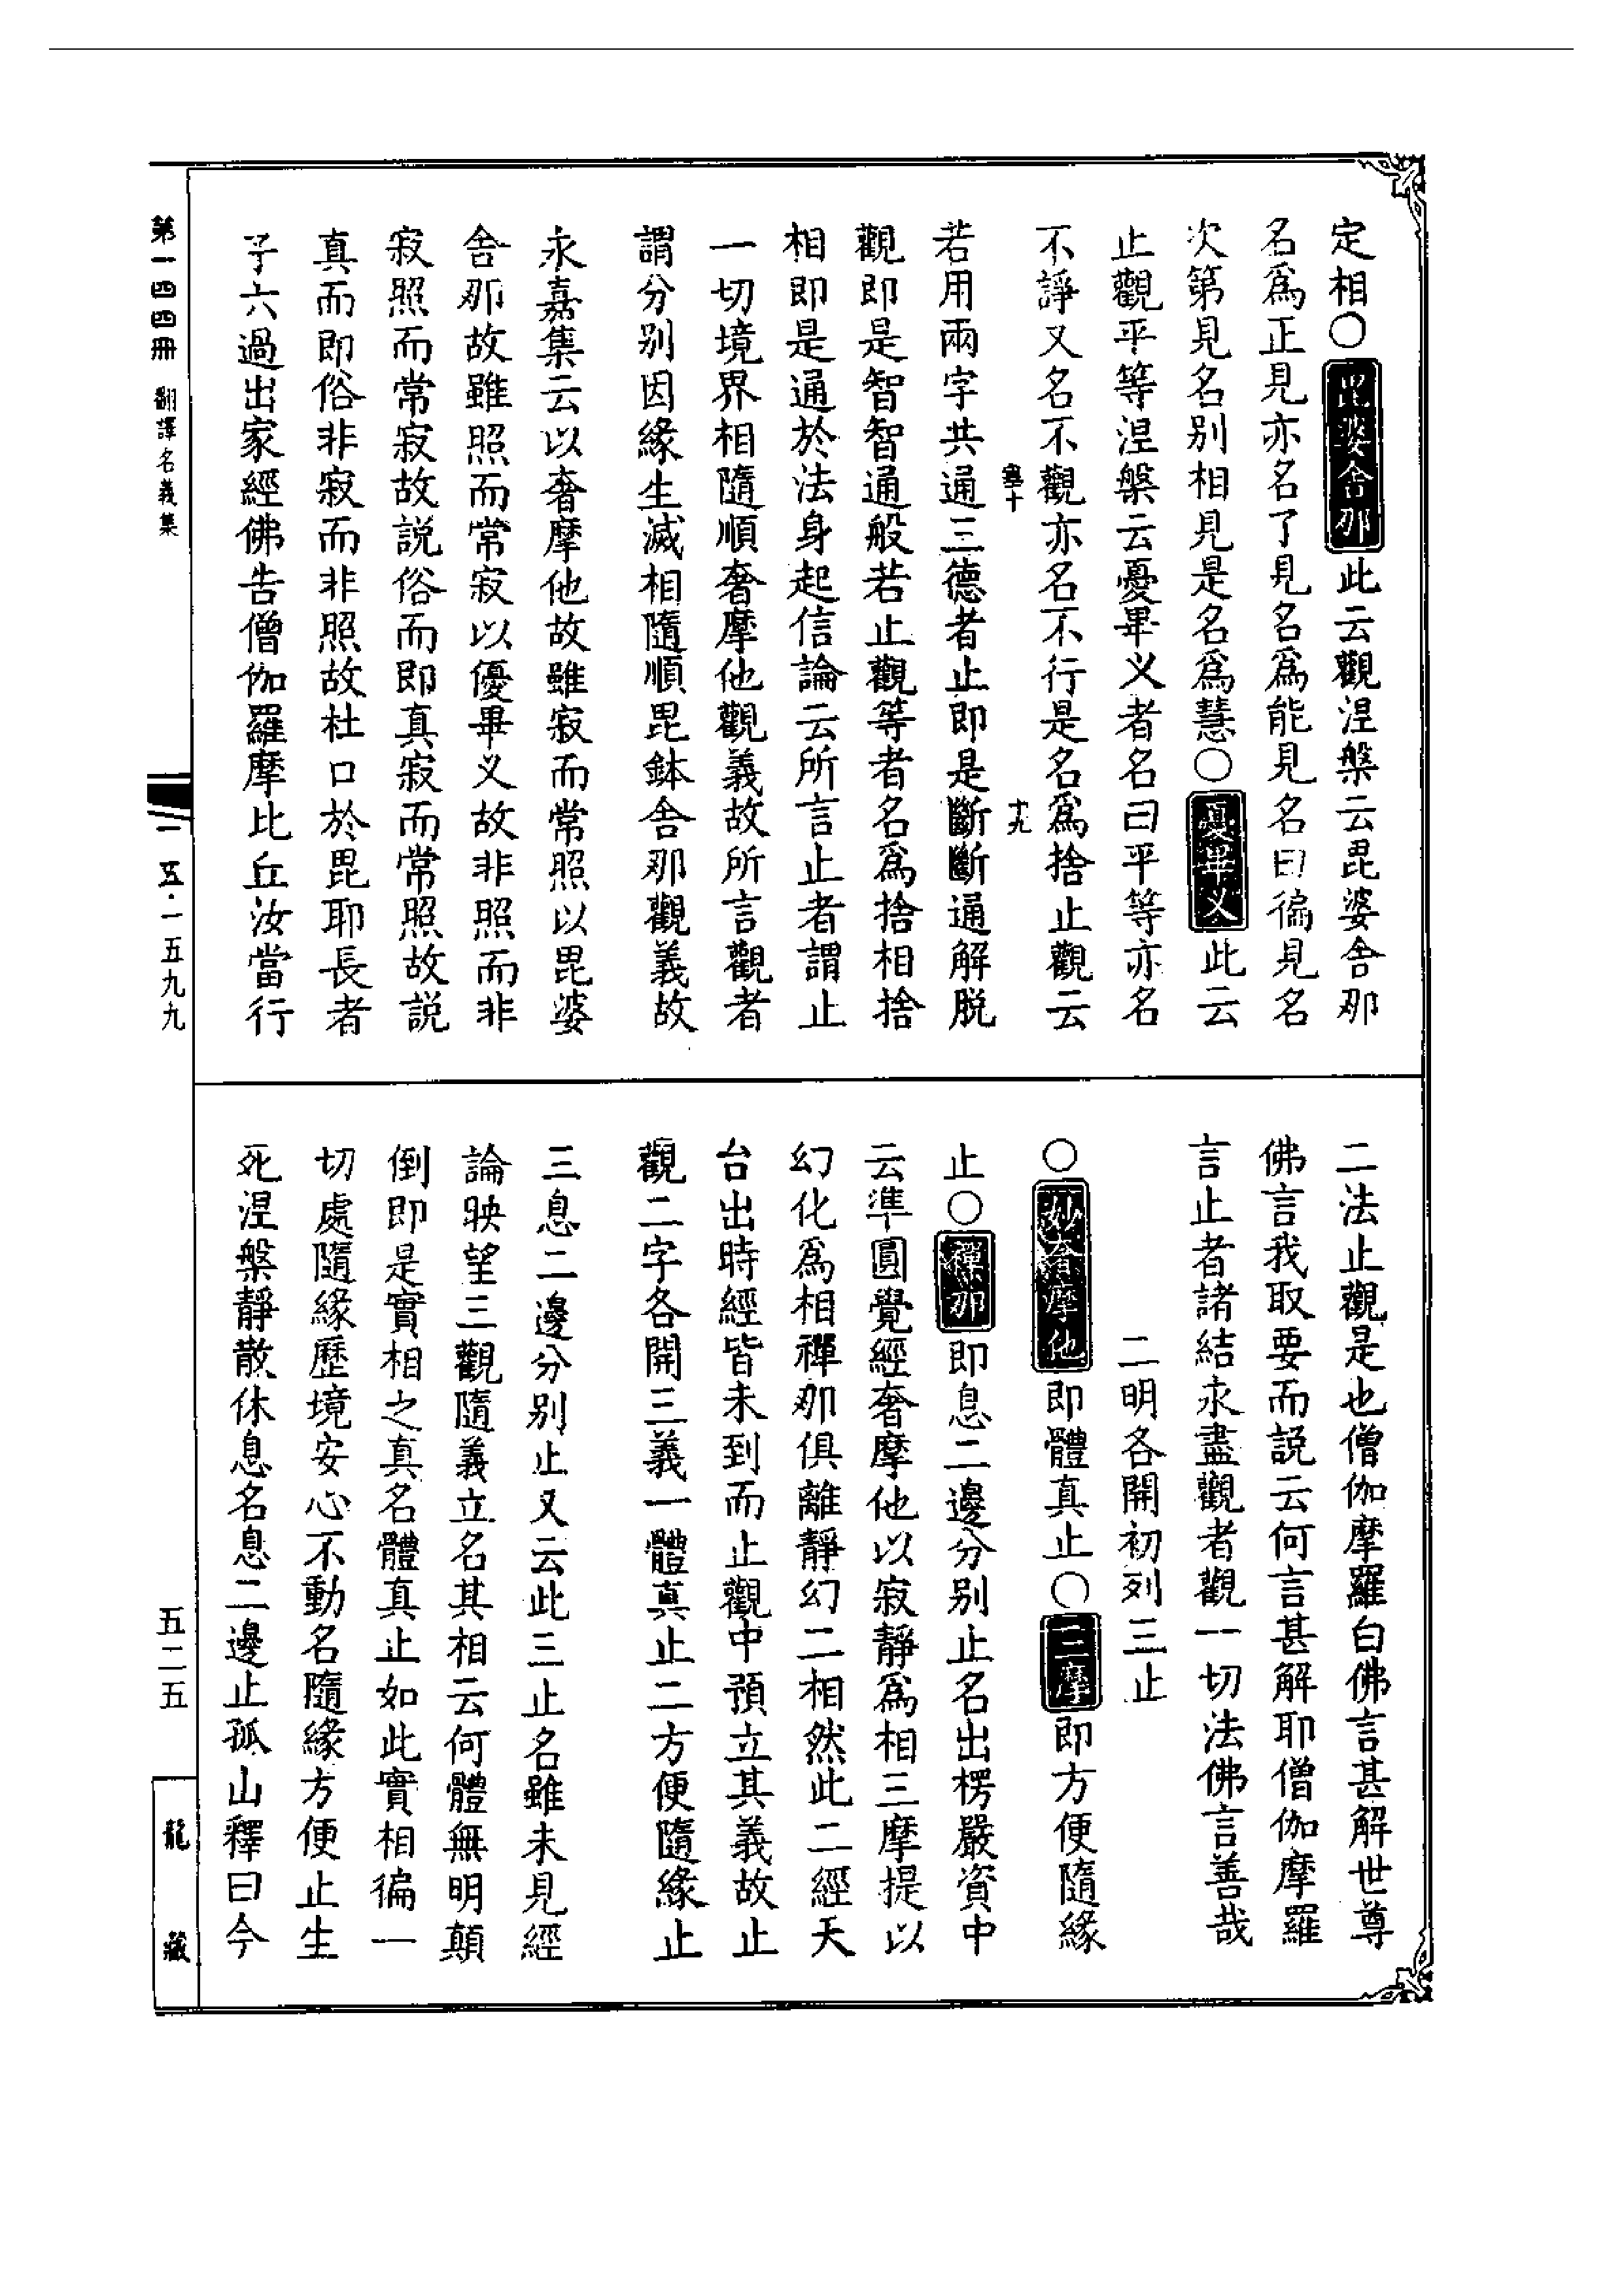 定相○毘婆舍那此云觀涅槃云毘婆舍那
名爲正見亦名了見名爲能見名曰徧見名
次第見名別相見是名爲慧○憂畢叉此云
止觀平等涅槃云憂畢叉者名曰平等亦名
不諍又名不觀亦名不行是名爲捨止觀云
若用兩字共通三德者止即是斷斷通解脱
觀即是智智通般若止觀等者名爲捨相捨
相即是通於法身起信論云所言止者謂止
一切境界相隨順奢摩他觀義故所言觀者
謂分别因緣生滅相隨順毘鉢舍那觀義故
永嘉集云以奢摩他故雖寂而常照以毘婆
舍那故雖照而常寂以優畢叉故非照而非
寂照而常寂故説俗而即真寂而常照故説
真而即俗非寂而非照故杜口於毘耶長者
子六過出家經佛告僧伽羅摩比丘汝當行
二法止觀是也僧伽摩羅白佛言甚解世尊
佛言我取要而説云何言甚解耶僧伽摩羅
言止者諸結永盡觀者觀一切法佛言善哉
二明各開初列三止
○妙奢摩他即體真止○三摩即方便隨緣
止○禪那即息二邊分别止名出楞嚴資中
云準圓覺經奢摩他以寂靜爲相三摩提以
幻化爲相禪那俱離靜幻二相然此二經天
台出時經皆未到而止觀中預立其義故止
觀二字各開三義一體真止二方便隨緣止
三息二邊分别止又云此三止名雖未見經
論映望三觀隨義立名其相云何體無明顛
倒即是實相之真名體真止如此實相徧一
切處隨緣歷境安心不動名隨緣方便止生
死涅槃靜散休息名息二邊止孤山釋曰今
第一四四冊 翻譯名義集
一五·一五九九
五二五
龍藏
十九